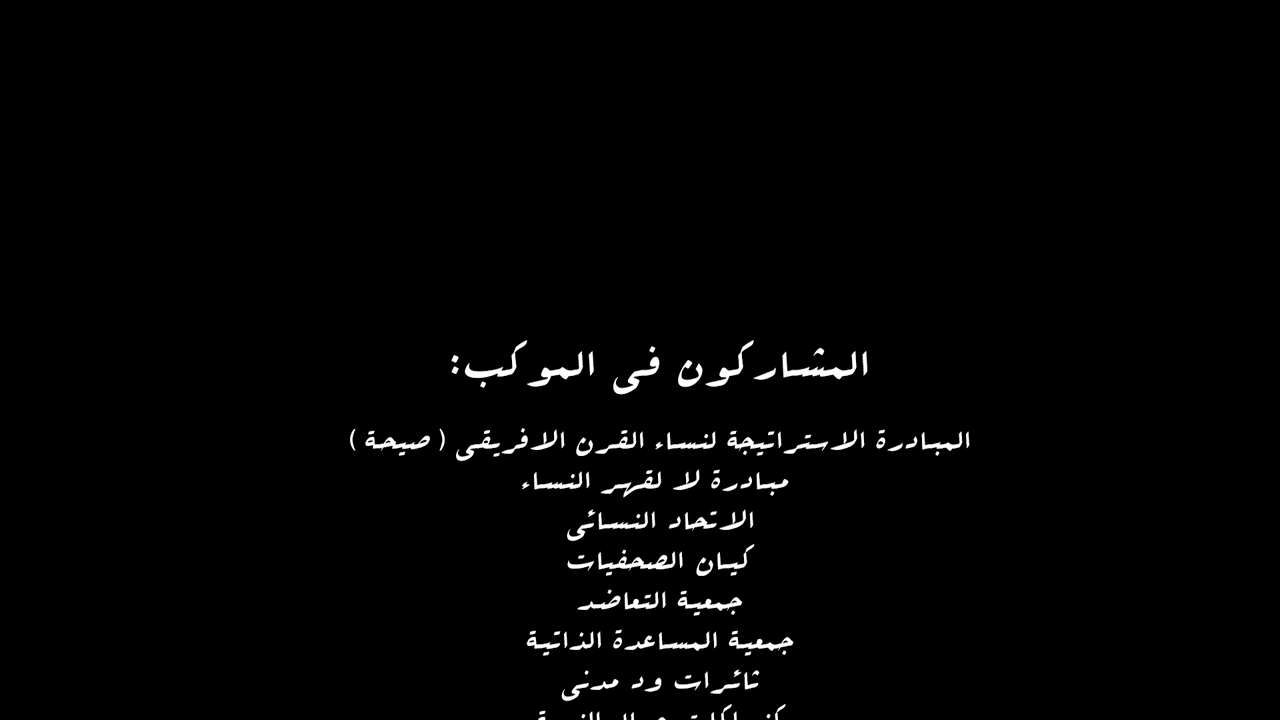 المشاركون فى الموكب:
المبادرة الاستراتيجة لنساء القرن الافريقى ( صيحة )
مبادرة لا لقهر النساء
الاتحاد النسائى
كيان الصحفيات
جمعية التعاضد
جمعية المساعدة الذاتية
ثائرات ود مدنى